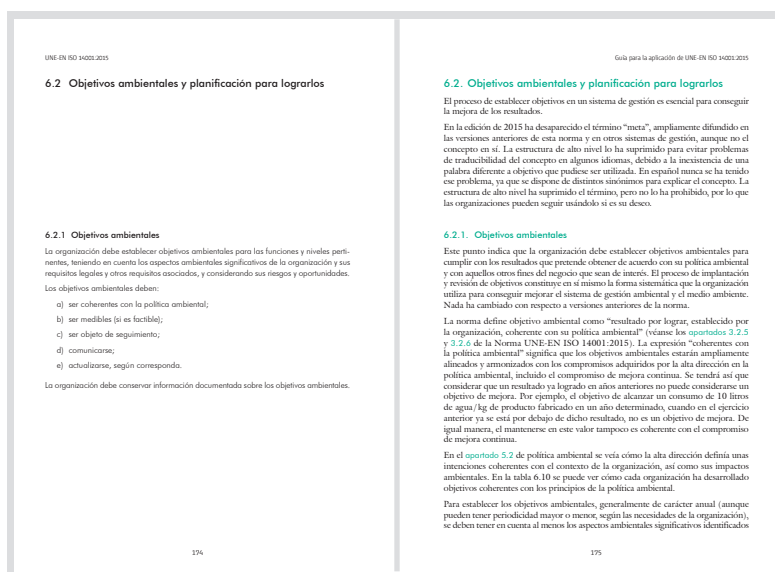 UNE-EN ISO 14001:2015
6.2 Objetivos ambientales y planificación para lograrlos
6.2.1 Objetivos ambientales
La organización debe establecer objetivos ambientales para las funciones y niveles perti-
nentes, teniendo en cuenta los aspectos ambientales significativos de la organización y sus
requisitos legales y otros requisitos asociados, y considerando sus riesgos y oportunidades.
Los objetivos ambientales deben:
a) ser coherentes con la política ambiental;
b) ser medibles (si es factible);
c) ser objeto de seguimiento;
d) comunicarse;
e) actualizarse, según corresponda.
La organización debe conservar información documentada sobre los objetivos ambientales.
174
Guía para la aplicación de UNE-EN ISO 14001:2015
6.2. Objetivos ambientales y planificación para lograrlos
El proceso de establecer objetivos en un sistema de gestión es esencial para conseguir
la mejora de los resultados.
En la edición de 2015 ha desaparecido el término “meta”, ampliamente difundido en
las versiones anteriores de esta norma y en otros sistemas de gestión, aunque no el
concepto en sí. La estructura de alto nivel lo ha suprimido para evitar problemas
de traducibilidad del concepto en algunos idiomas, debido a la inexistencia de una
palabra diferente a objetivo que pudiese ser utilizada. En español nunca se ha tenido
ese problema, ya que se dispone de distintos sinónimos para explicar el concepto. La
estructura de alto nivel ha suprimido el término, pero no lo ha prohibido, por lo que
las organizaciones pueden seguir usándolo si es su deseo.
6.2.1. Objetivos ambientales
Este punto indica que la organización debe establecer objetivos ambientales para
cumplir con los resultados que pretende obtener de acuerdo con su política ambiental
y con aquellos otros fines del negocio que sean de interés. El proceso de implantación
y revisión de objetivos constituye en sí mismo la forma sistemática que la organización
utiliza para conseguir mejorar el sistema de gestión ambiental y el medio ambiente.
Nada ha cambiado con respecto a versiones anteriores de la norma.
La norma define objetivo ambiental como “resultado por lograr, establecido por
la organización, coherente con su política ambiental” (véanse los apartados 3.2.5
y 3.2.6 de la Norma UNE-EN ISO 14001:2015). La expresión “coherentes con
la política ambiental” significa que los objetivos ambientales estarán ampliamente
alineados y armonizados con los compromisos adquiridos por la alta dirección en la
política ambiental, incluido el compromiso de mejora continua. Se tendrá así que
considerar que un resultado ya logrado en años anteriores no puede considerarse un
objetivo de mejora. Por ejemplo, el objetivo de alcanzar un consumo de 10 litros
de agua/kg de producto fabricado en un año determinado, cuando en el ejercicio
anterior ya se está por debajo de dicho resultado, no es un objetivo de mejora. De
igual manera, el mantenerse en este valor tampoco es coherente con el compromiso
de mejora continua.
En el apartado 5.2 de política ambiental se veía cómo la alta dirección definía unas
intenciones coherentes con el contexto de la organización, así como sus impactos
ambientales. En la tabla 6.10 se puede ver cómo cada organización ha desarrollado
objetivos coherentes con los principios de la política ambiental.
Para establecer los objetivos ambientales, generalmente de carácter anual (aunque
pueden tener periodicidad mayor o menor, según las necesidades de la organización),
se deben tener en cuenta al menos los aspectos ambientales significativos identificados
175